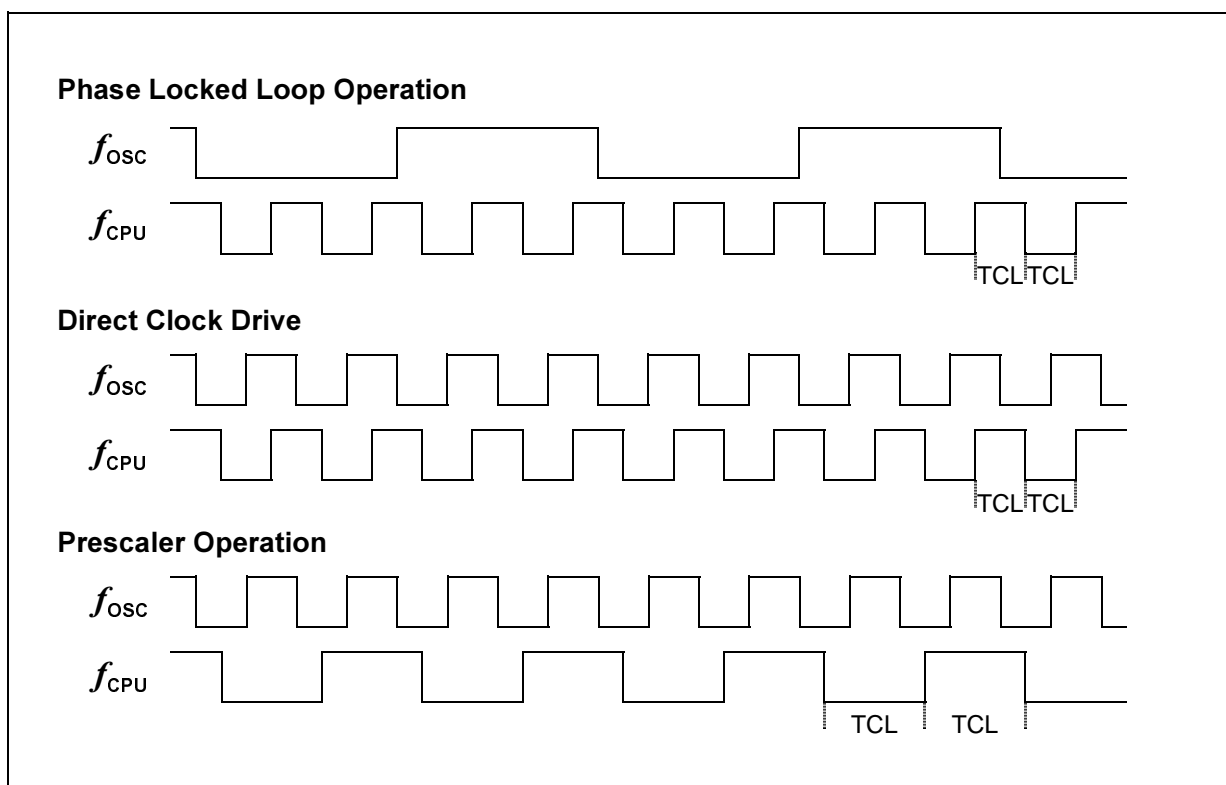 Phase Locked Loop Operation
fOSC
fCPU
TCL TCL
Direct Clock Drive
fOSC
fCPU
TCL TCL
Prescaler Operation
fOSC
fCPU
TCL TCL